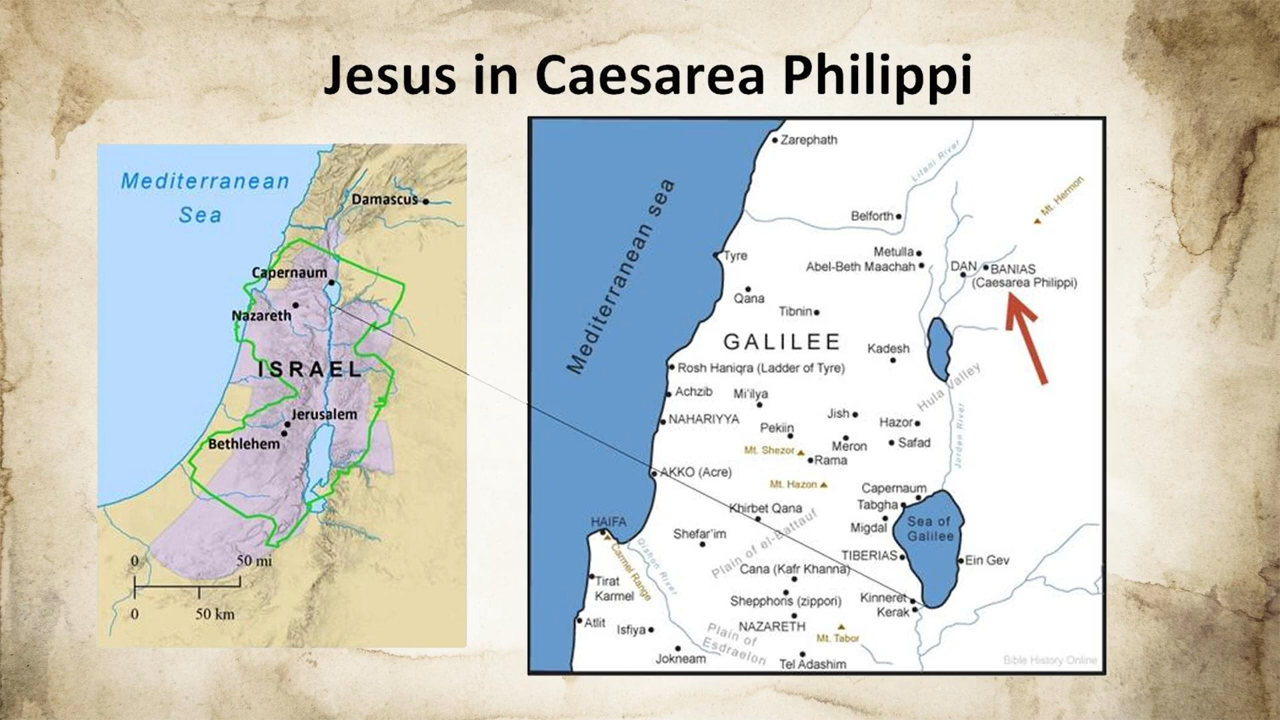 Jesus in Caesarea Philippi
Mediterranean
Sea
Damascus
Capernaum
Nazareth
ISRAEL
Jerusalem
Bethlehem
0
50 mi
0
50 km
Mediterranean sea
Zarephath
Litani River
Mt. Hermon
Belforth
Metulla
Abel-Beth Maachah
DAN
BANIAS
(Caesarea Philippi)
Tyre
Qana
Tibnin
GALILEE
Kadesh
Rosh Haniqra (Ladder of Tyre)
Hula Valley
Achzib
Mi'ilya
NAHARIYYA
Jish
Hazor
Pekiin
Meron
Safad
Jordan River
Mt. Shezor
Rama
AKKO (Acre)
Mt. Hazon
Capernaum
Tabgha
Khirbet Qana
Migdal
Sea of
Galilee
HAIFA
Shefar'im
Plain of el-Battauf
TIBERIAS
Ein Gev
Qishon River
Carmel Range
Cana (Kafr Khanna)
Tirat
Karmel
Shepphoris (zippori)
Kinneret
Kerak
Atlit
Isfiya
NAZARETH
Mt. Tabor
Plain of
Esdraelon
Jokneam
Tel Adashim
Bible History Online